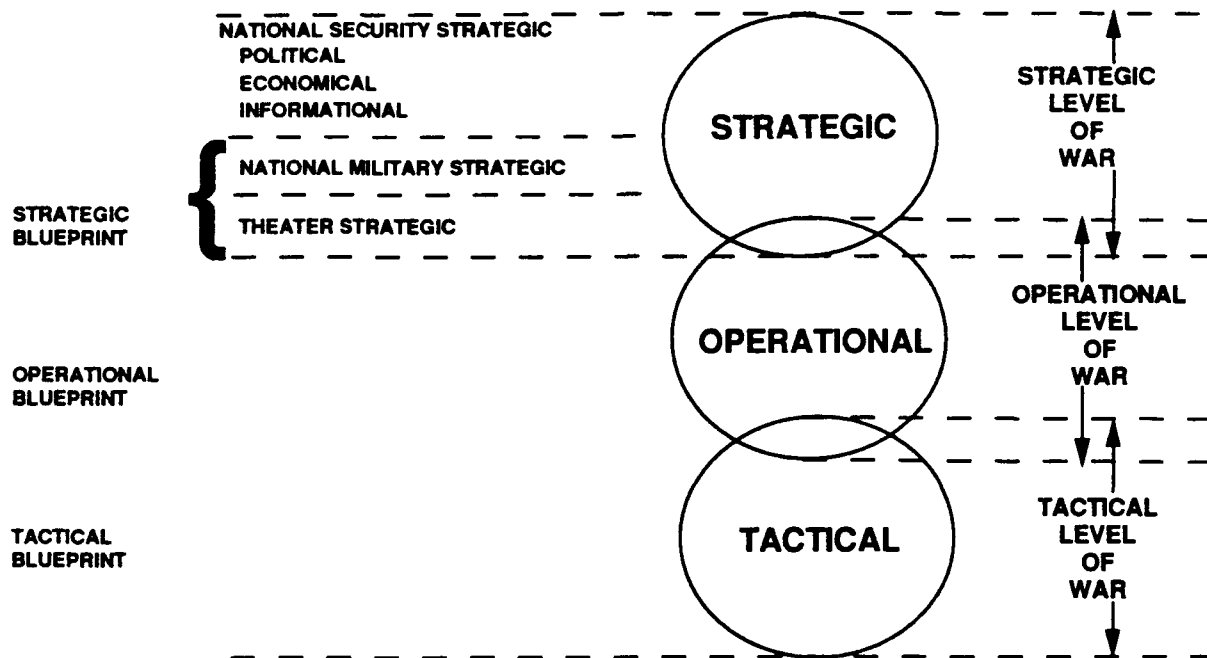 NATIONAL SECURITY STRATEGIC
POLITICAL
ECONOMICAL
INFORMATIONAL
NATIONAL MILITARY STRATEGIC
THEATER STRATEGIC
STRATEGIC
BLUEPRINT
OPERATIONAL
BLUEPRINT
TACTICAL
BLUEPRINT
STRATEGIC
OPERATIONAL
TACTICAL
STRATEGIC
LEVEL
OF
WAR
OPERATIONAL
LEVEL
OF
WAR
TACTICAL
LEVEL
OF
WAR